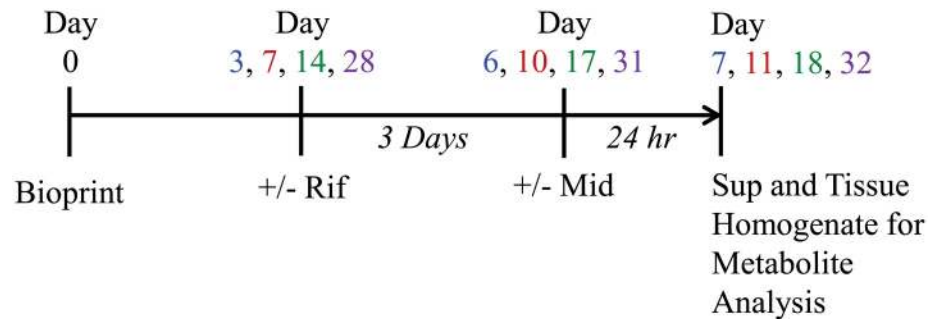 Day Day Day Day
0 3, 7, 14, 28 6, 10, 17, 31 7, 11, 18, 32
3 Days 24 hr
Bioprint +/- Rif +/- Mid Sup and Tissue
Homogenate for
Metabolite
Analysis